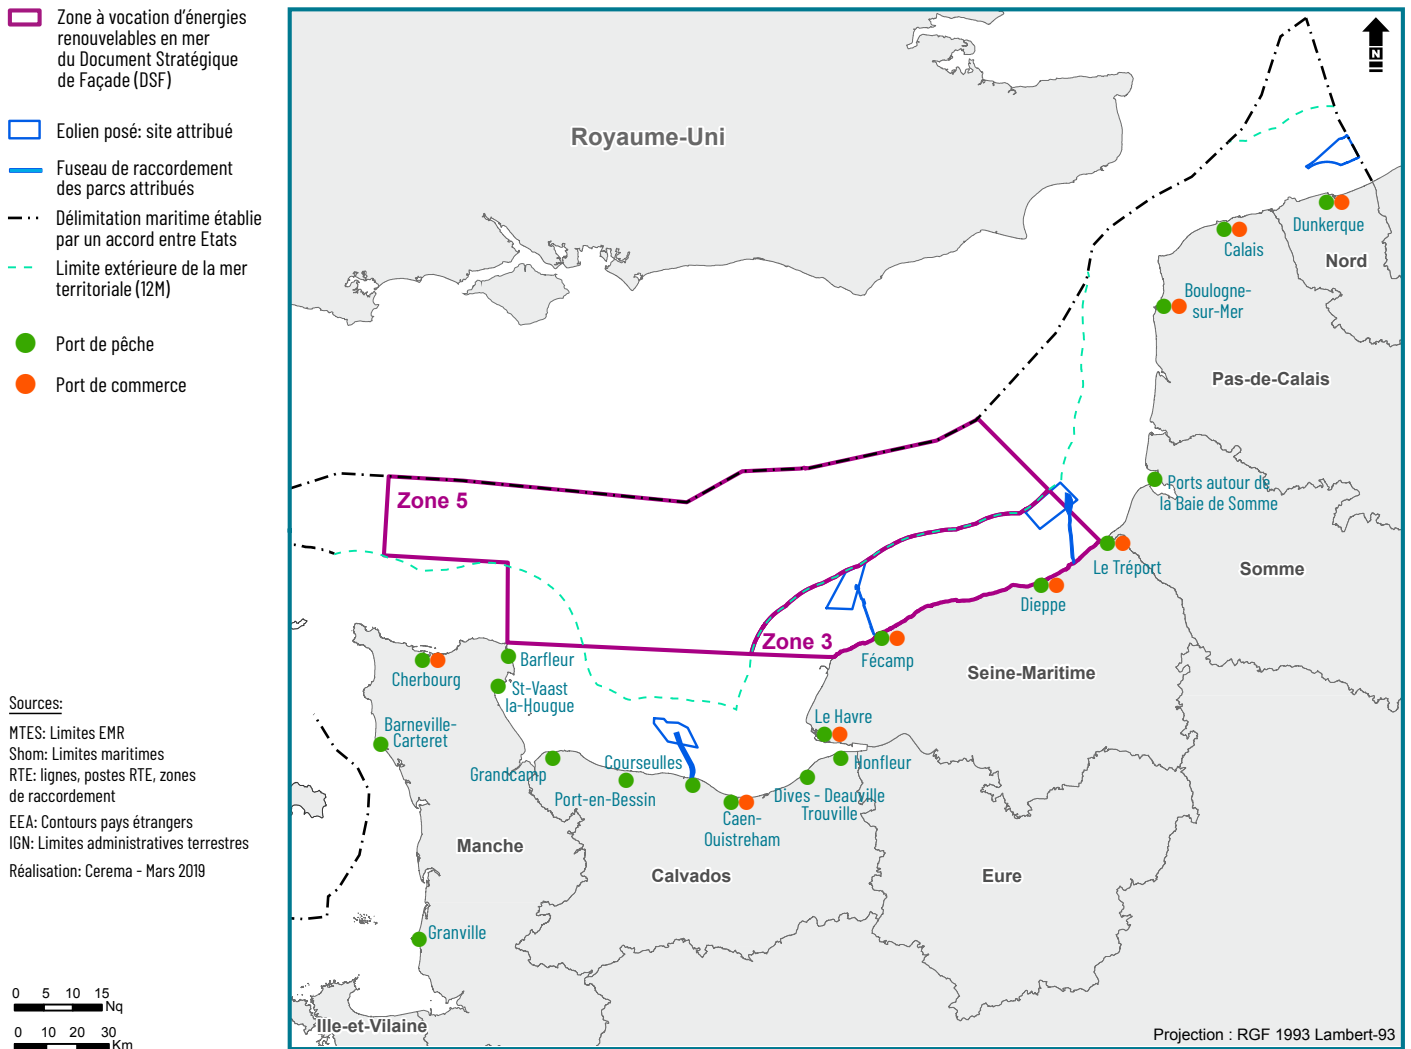 Zone à vocation d'énergies
renouvelables en mer
du Document Stratégique
de Façade (DSF)
Eolien posé: site attribué
Fuseau de raccordement
des parcs attribués
Délimitation maritime établie
par un accord entre Etats
Limite extérieure de la mer
territoriale (12M)
Port de pêche
Port de commerce
Sources:
MTES: Limites EMR
Shom: Limites maritimes
RTE: lignes, postes RTE, zones
de raccordement
EEA: Contours pays étrangers
IGN: Limites administratives terrestres
Réalisation: Cerema - Mars 2019
0 5 10 15
Nq
0 10 20 30
Km
N
Royaume-Uni
Dunkerque
Calais
Nord
Boulogne-
sur-Mer
Pas-de-Calais
Zone 5
Ports autour de
la Baie de Somme
Le Tréport
Somme
Dieppe
Zone 3
Fécamp
Seine-Maritime
Barfleur
Cherbourg
St-Vaast
la-Hougue
Le Havre
Barneville-
Carteret
Honfleur
Grandcamp
Courseulles
Port-en-Bessin
Dives - Deauville
Trouville
Caen-
Ouistreham
Manche
Calvados
Eure
Granville
Ille-et-Vilaine
Projection : RGF 1993 Lambert-93